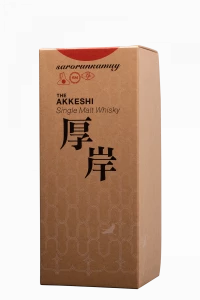 sarorunkamuy
THE
AKKESHI
Single Malt Whisky
厚
岸